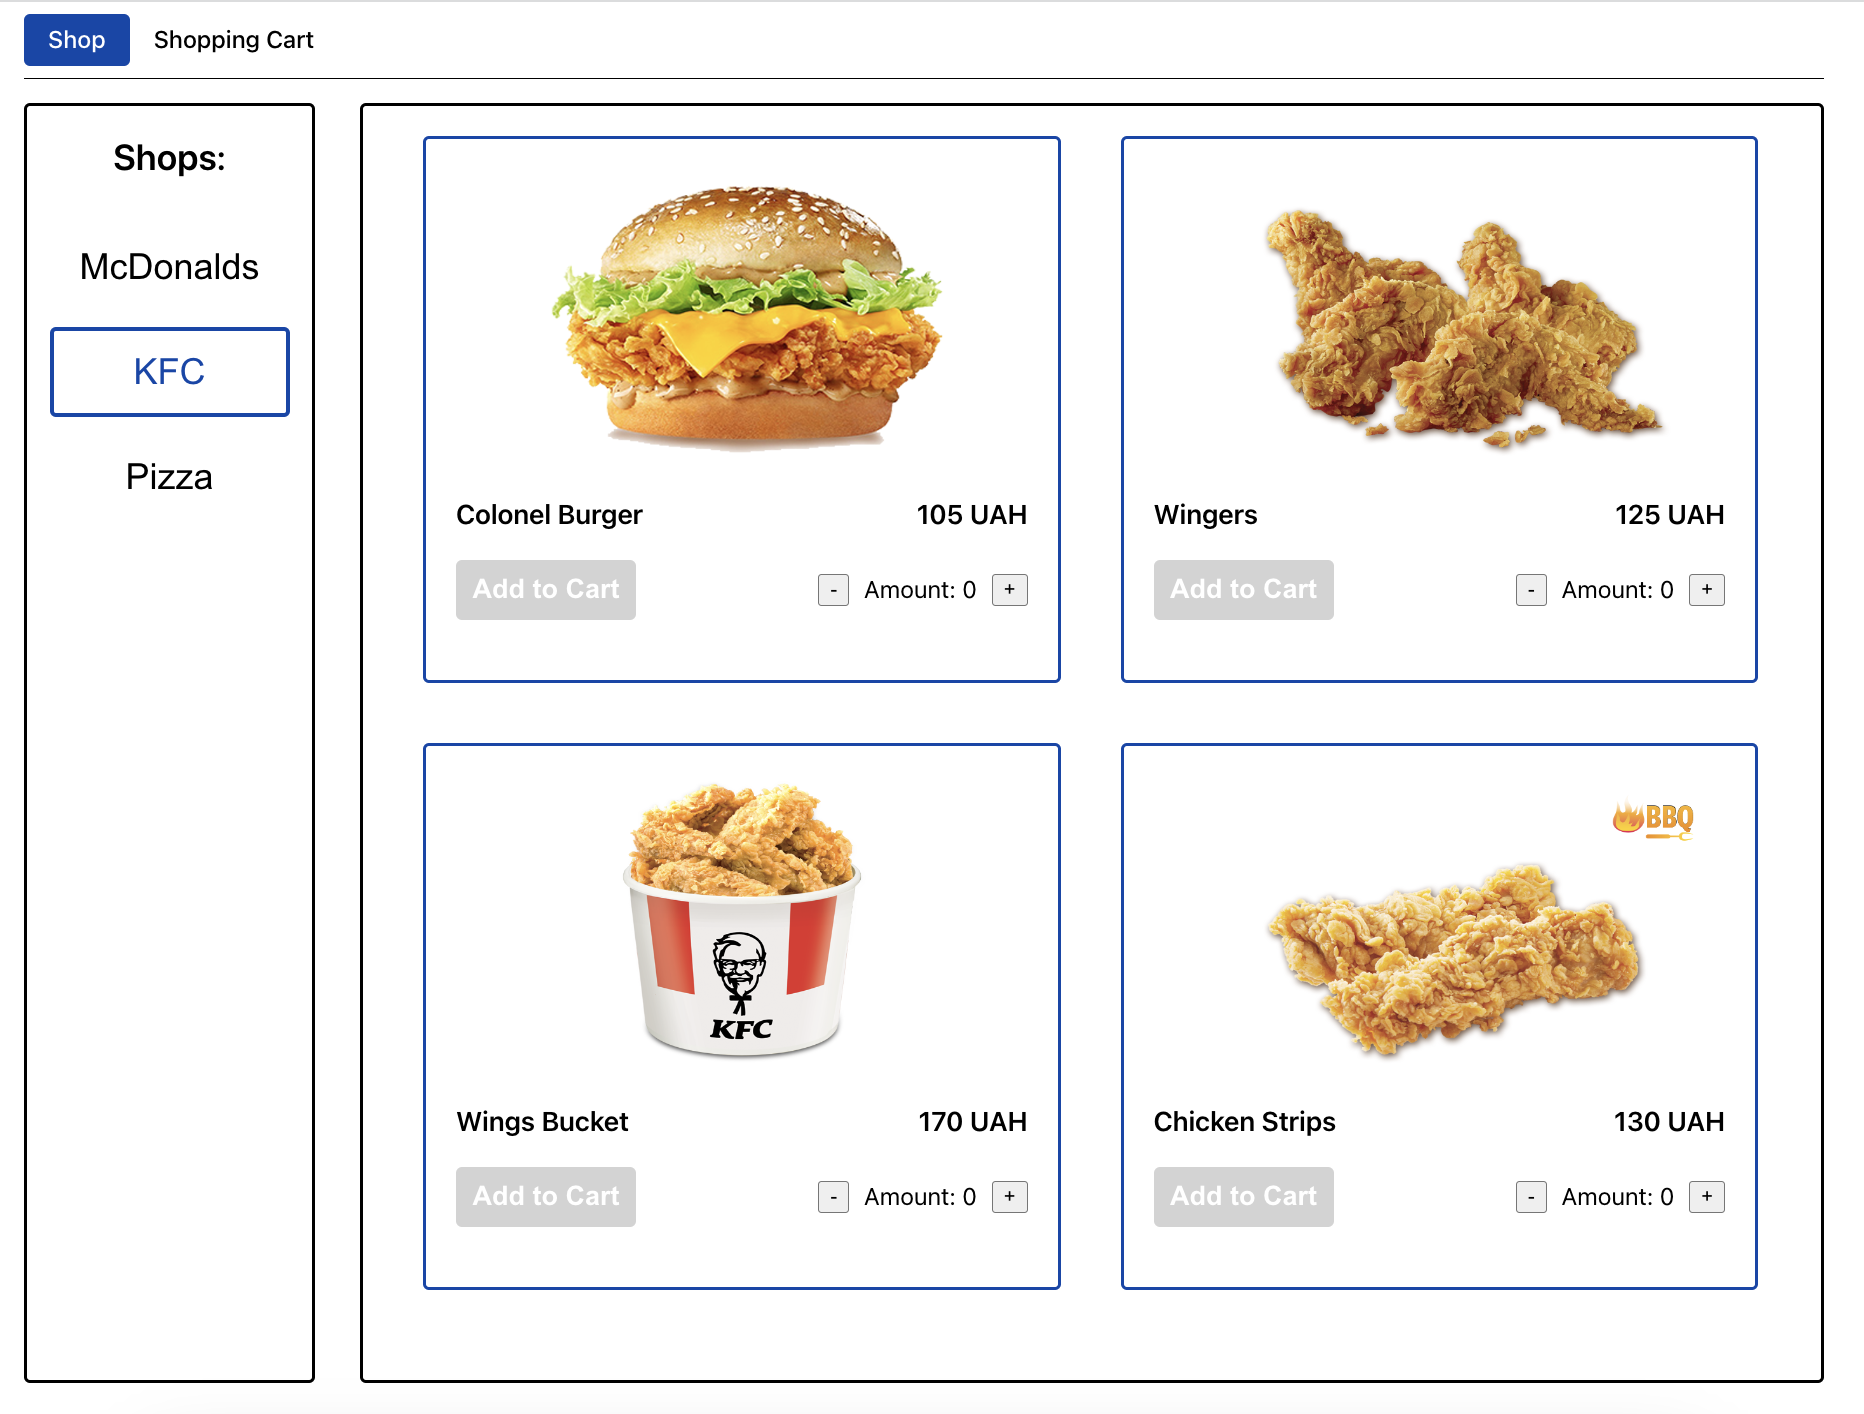 Shop
Shopping Cart
Shops:
McDonalds
KFC
Pizza
Colonel Burger 105 UAH
Add to Cart - Amount: 0 +
Wingers 125 UAH
Add to Cart - Amount: 0 +
KFC
Wings Bucket 170 UAH
Add to Cart - Amount: 0 +
BBQ
Chicken Strips 130 UAH
Add to Cart - Amount: 0 +